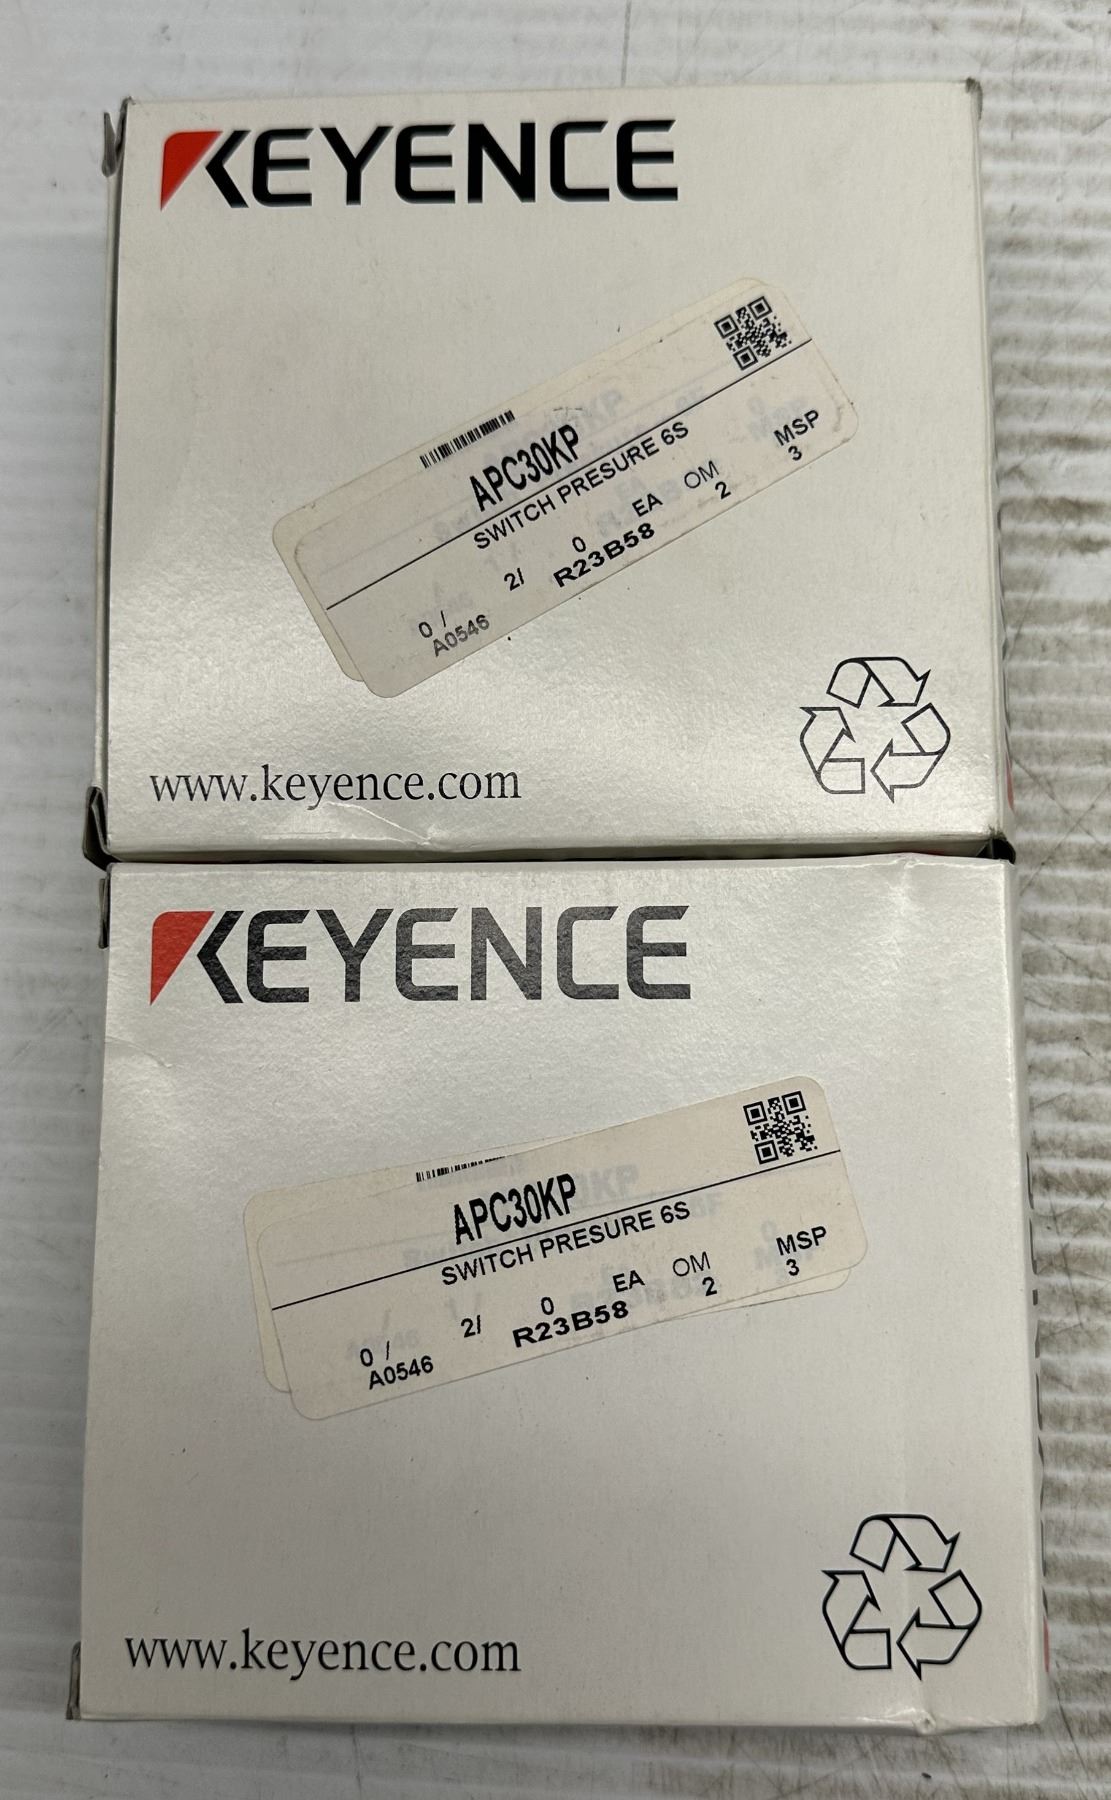 KEYENCE
APC30KP
SWITCH PRESURE 6S
0 / 2/ 0 EA OM MSP
A0546 R23B58 2 3
www.keyence.com
KEYENCE
APC30KP
SWITCH PRESURE 6S
0 / 2/ 0 EA OM MSP
A0546 R23B58 2 3
www.keyence.com